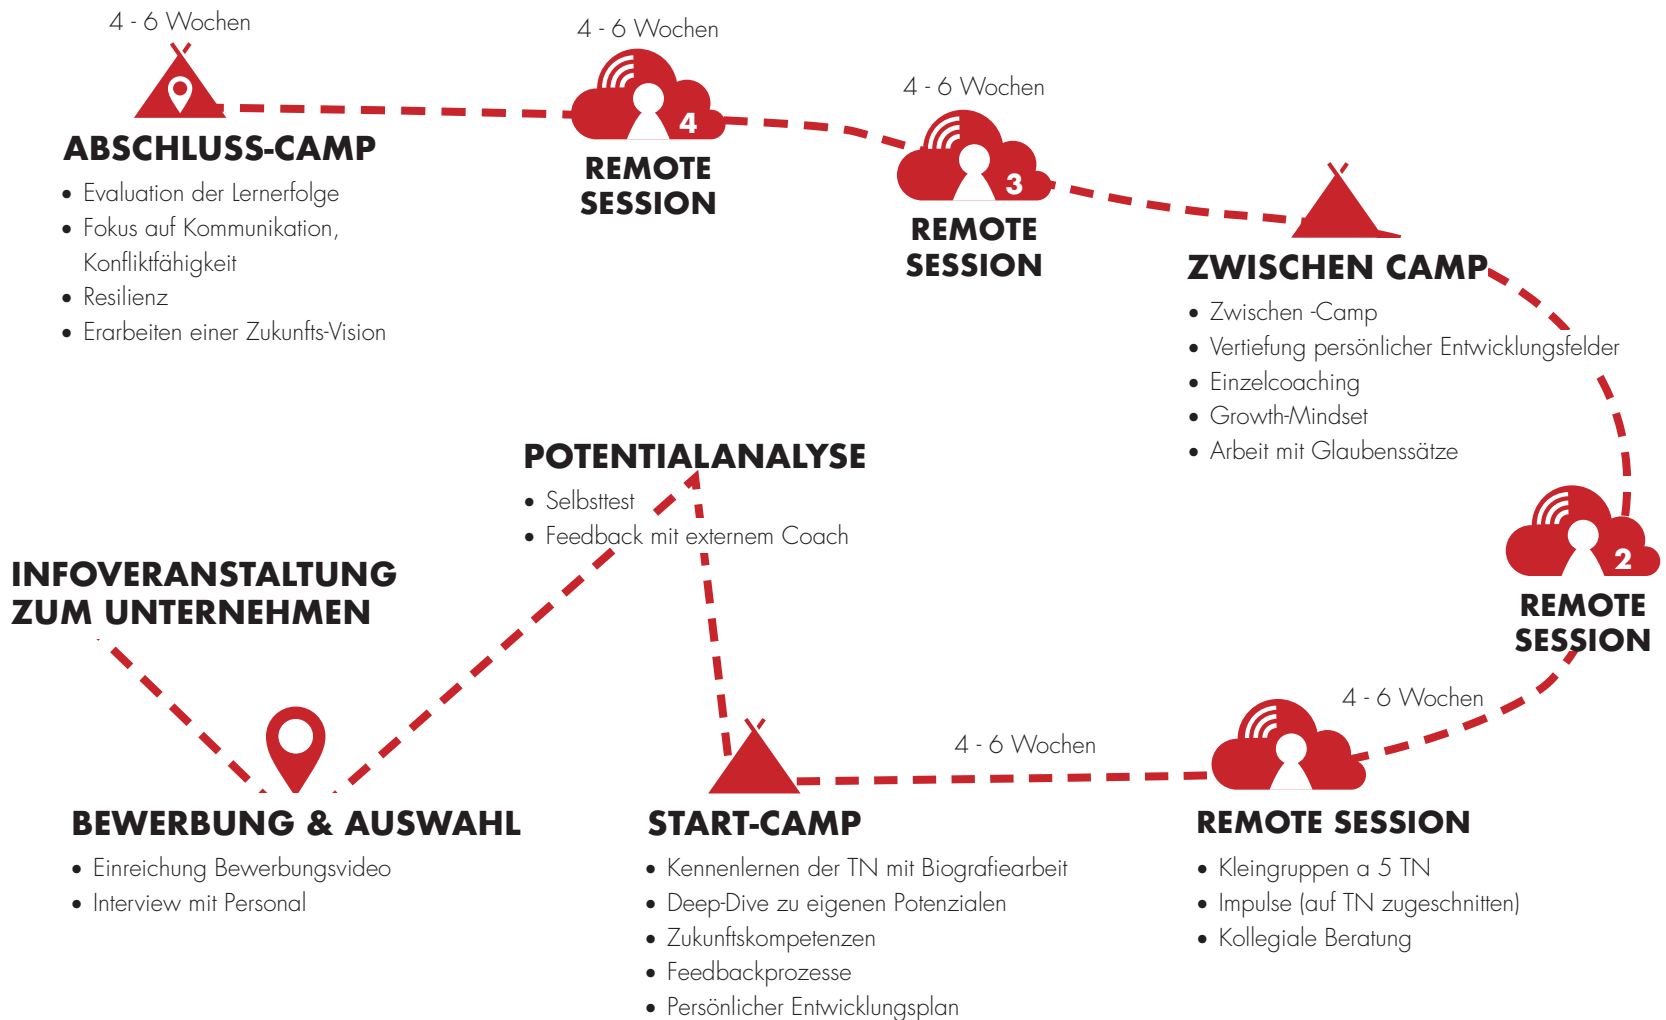 4 - 6 Wochen
ABSCHLUSS-CAMP
• Evaluation der Lernerfolge
• Fokus auf Kommunikation,
Konfliktfähigkeit
• Resilienz
• Erarbeiten einer Zukunfts-Vision
4 - 6 Wochen
4
REMOTE
SESSION
4 - 6 Wochen
3
REMOTE
SESSION
ZWISCHEN CAMP
• Zwischen -Camp
• Vertiefung persönlicher Entwicklungsfelder
• Einzelcoaching
• Growth-Mindset
• Arbeit mit Glaubenssätze
POTENTIALANALYSE
• Selbsttest
• Feedback mit externem Coach
INFOVERANSTALTUNG
ZUM UNTERNEHMEN
2
REMOTE
SESSION
4 - 6 Wochen
4 - 6 Wochen
BEWERBUNG & AUSWAHL
• Einreichung Bewerbungsvideo
• Interview mit Personal
START-CAMP
• Kennenlernen der TN mit Biografiearbeit
• Deep-Dive zu eigenen Potenzialen
• Zukunftskompetenzen
• Feedbackprozesse
• Persönlicher Entwicklungsplan
REMOTE SESSION
• Kleingruppen a 5 TN
• Impulse (auf TN zugeschnitten)
• Kollegiale Beratung